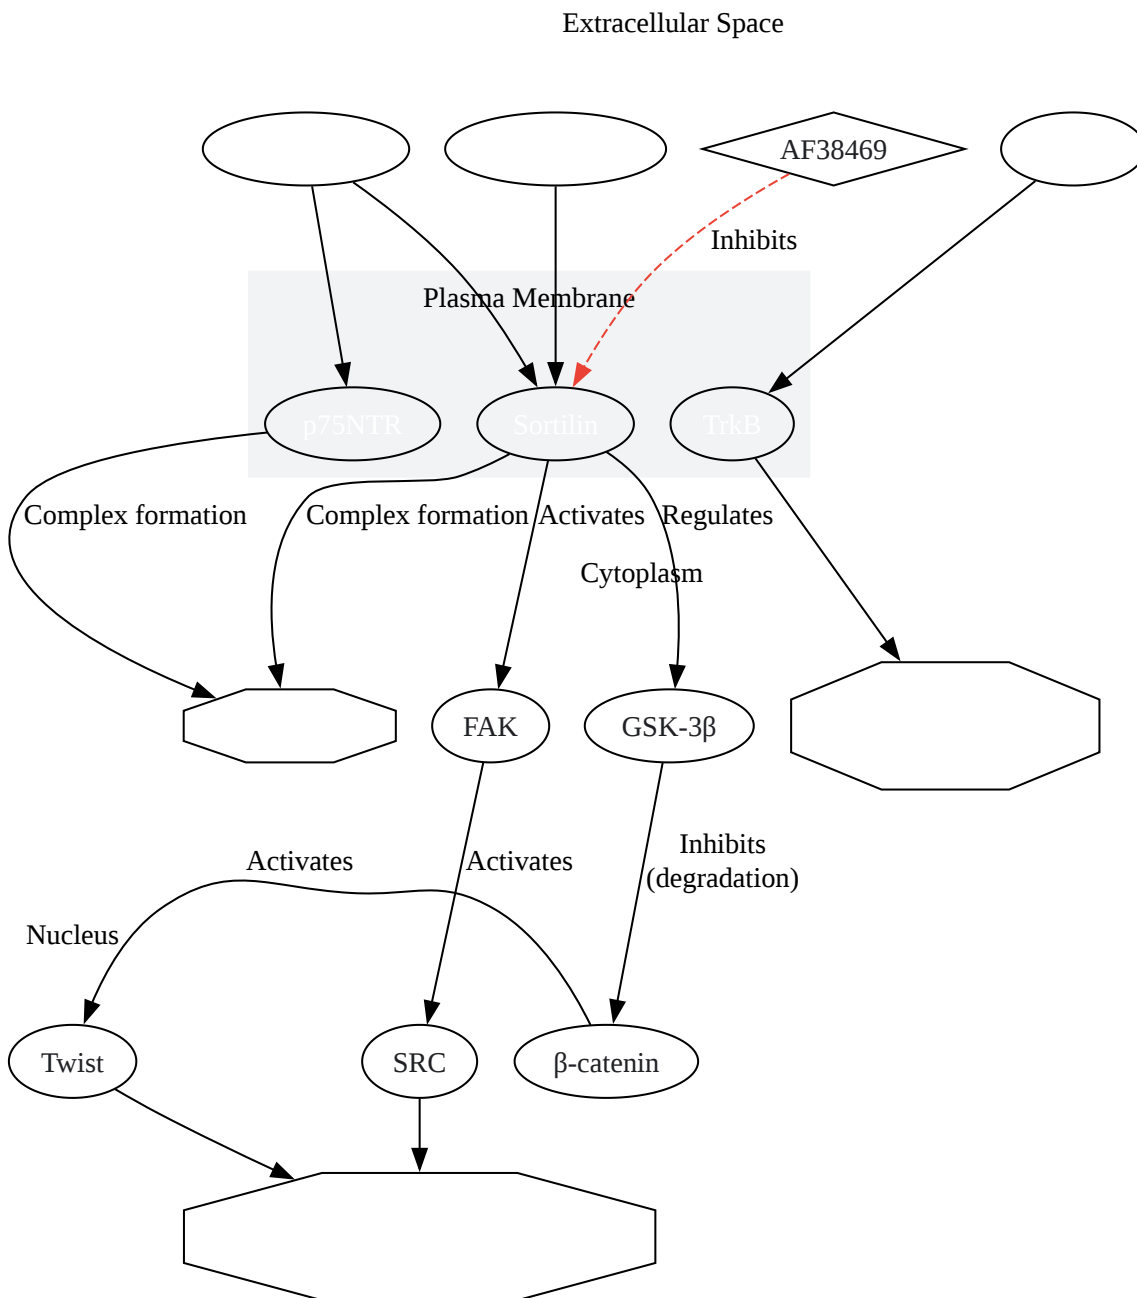 Extracellular Space
AF38469
Inhibits
Plasma Membrane
p75NTR
Sortilin
TrkB
Complex formation
Complex formation
Activates
Regulates
Cytoplasm
FAK
GSK-3β
Inhibits
(degradation)
Activates
Activates
Nucleus
Twist
SRC
β-catenin